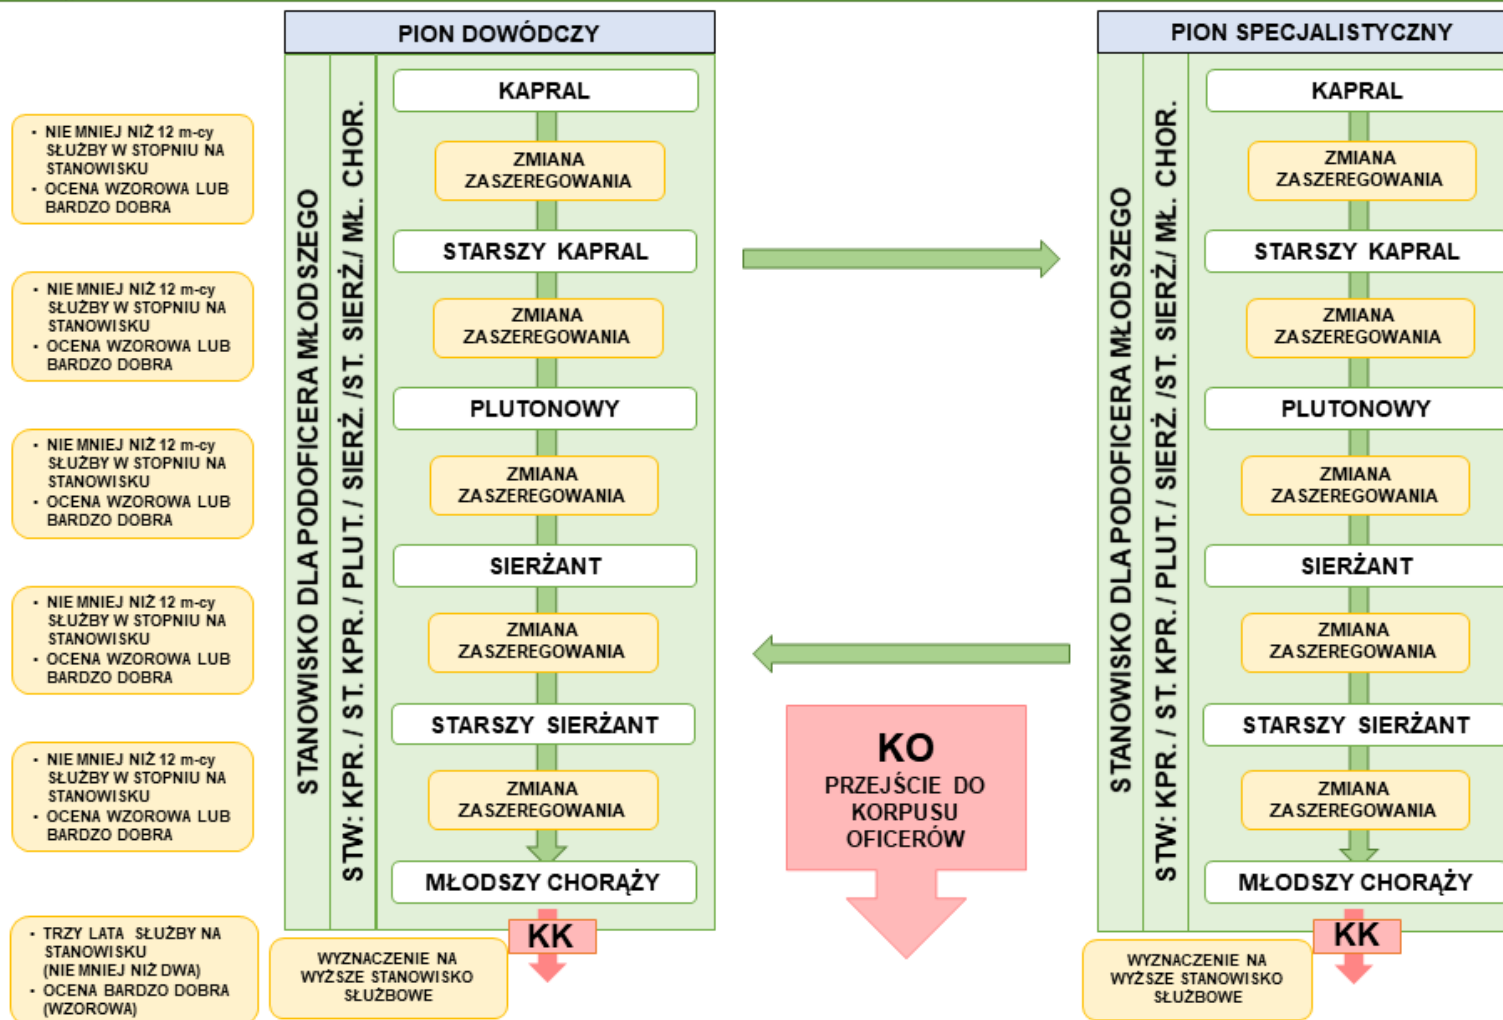 PION DOWÓDCZY
STANOWISKO DLA PODOFICERA MŁODSZEGO
STW: KPR. / ST. KPR. / PLUT. / SIERŻ. /ST. SIERŻ./ MŁ. CHOR.
KAPRAL
ZMIANA
ZASZEREGOWANIA
STARSZY KAPRAL
ZMIANA
ZASZEREGOWANIA
PLUTONOWY
ZMIANA
ZASZEREGOWANIA
SIERŻANT
ZMIANA
ZASZEREGOWANIA
STARSZY SIERŻANT
ZMIANA
ZASZEREGOWANIA
MŁODSZY CHORĄŻY
KK
WYZNACZENIE NA
WYŻSZE STANOWISKO
SŁUŻBOWE
• NIE MNIEJ NIŻ 12 m-cy
SŁUŻBY W STOPNIU NA
STANOWISKU
• OCENA WZOROWA LUB
BARDZO DOBRA
• NIE MNIEJ NIŻ 12 m-cy
SŁUŻBY W STOPNIU NA
STANOWISKU
• OCENA WZOROWA LUB
BARDZO DOBRA
• NIE MNIEJ NIŻ 12 m-cy
SŁUŻBY W STOPNIU NA
STANOWISKU
• OCENA WZOROWA LUB
BARDZO DOBRA
• NIE MNIEJ NIŻ 12 m-cy
SŁUŻBY W STOPNIU NA
STANOWISKU
• OCENA WZOROWA LUB
BARDZO DOBRA
• NIE MNIEJ NIŻ 12 m-cy
SŁUŻBY W STOPNIU NA
STANOWISKU
• OCENA WZOROWA LUB
BARDZO DOBRA
• TRZY LATA SŁUŻBY NA
STANOWISKU
(NIE MNIEJ NIŻ DWA)
• OCENA BARDZO DOBRA
(WZOROWA)
KO
PRZEJŚCIE DO
KORPUSU
OFICERÓW
PION SPECJALISTYCZNY
STANOWISKO DLA PODOFICERA MŁODSZEGO
STW: KPR. / ST. KPR. / PLUT. / SIERŻ. /ST. SIERŻ./ MŁ. CHOR.
KAPRAL
ZMIANA
ZASZEREGOWANIA
STARSZY KAPRAL
ZMIANA
ZASZEREGOWANIA
PLUTONOWY
ZMIANA
ZASZEREGOWANIA
SIERŻANT
ZMIANA
ZASZEREGOWANIA
STARSZY SIERŻANT
ZMIANA
ZASZEREGOWANIA
MŁODSZY CHORĄŻY
KK
WYZNACZENIE NA
WYŻSZE STANOWISKO
SŁUŻBOWE